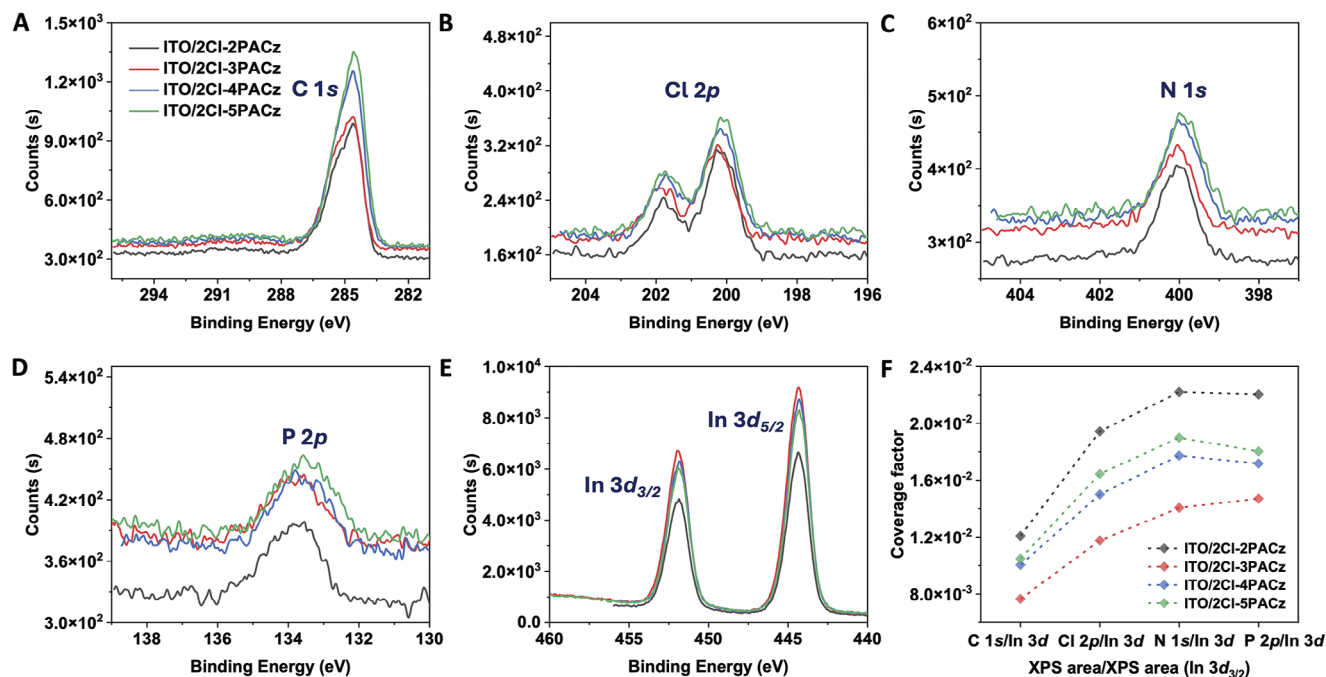 A
1.5×10³
1.2×10³
9.0×10²
6.0×10²
3.0×10²
Counts (s)
ITO/2Cl-2PACz
ITO/2Cl-3PACz
ITO/2Cl-4PACz
ITO/2Cl-5PACz
C 1s
294 291 288 285 282
Binding Energy (eV)
B
4.8×10²
4.0×10²
3.2×10²
2.4×10²
1.6×10²
Counts (s)
Cl 2p
204 202 200 198 196
Binding Energy (eV)
C
6×10²
5×10²
3×10²
Counts (s)
N 1s
404 402 400 398
Binding Energy (eV)
D
5.4×10²
4.8×10²
4.2×10²
3.6×10²
3.0×10²
Counts (s)
P 2p
138 136 134 132 130
Binding Energy (eV)
E
1.0×10⁴
8.0×10³
6.0×10³
4.0×10³
2.0×10³
0.0
Counts (s)
In 3d5/2
In 3d3/2
460 455 450 445 440
Binding Energy (eV)
F
2.4×10⁻²
2.0×10⁻²
1.6×10⁻²
1.2×10⁻²
8.0×10⁻³
Coverage factor
ITO/2Cl-2PACz
ITO/2Cl-3PACz
ITO/2Cl-4PACz
ITO/2Cl-5PACz
C 1s/In 3d Cl 2p/In 3d N 1s/In 3d P 2p/In 3d
XPS area/XPS area (In 3d3/2)